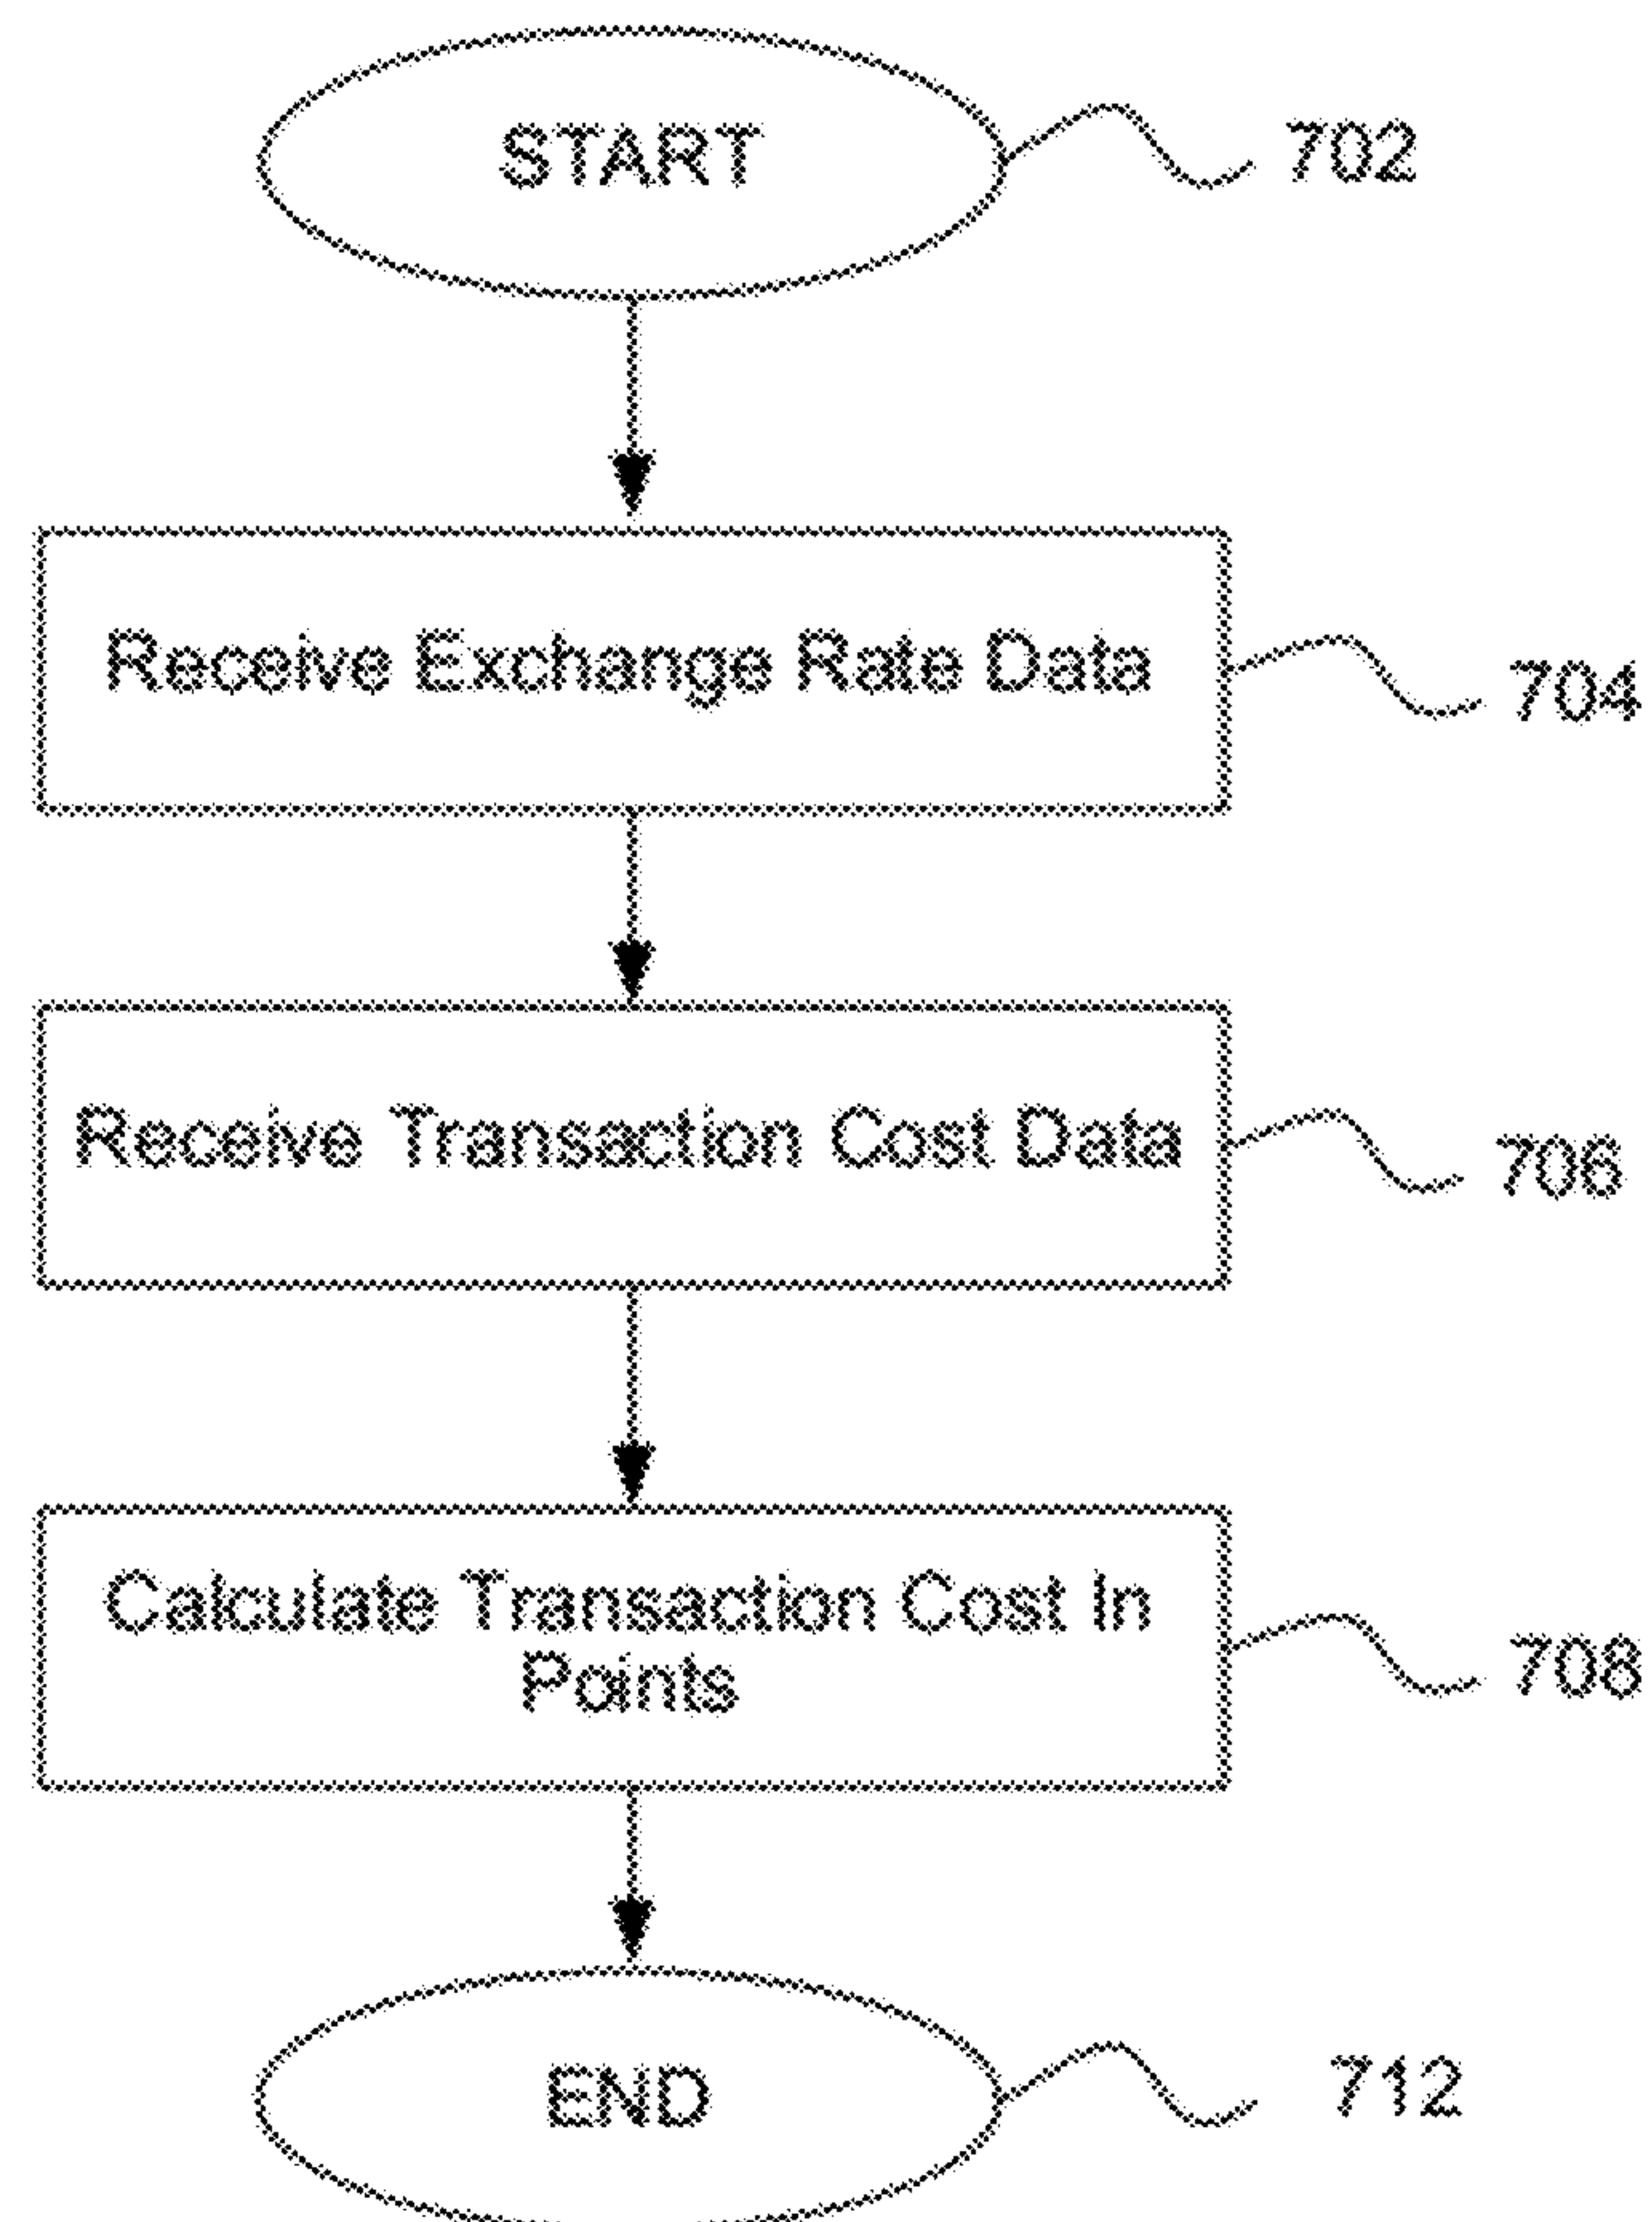 START
702
Receive Exchange Rate Data
704
Receive Transaction Cost Data
706
Calculate Transaction Cost In
Points
708
END
712